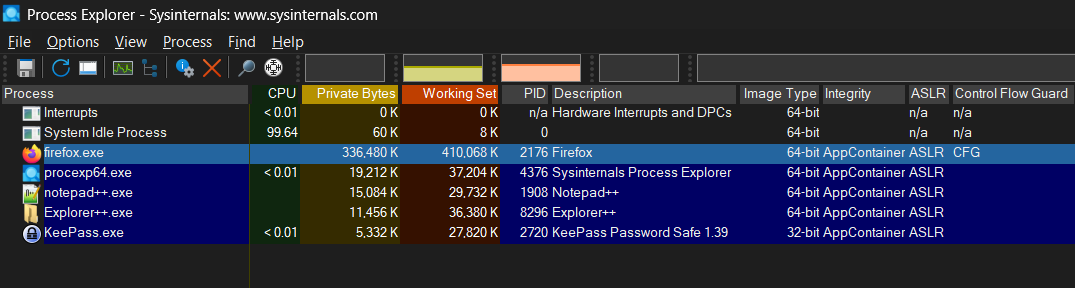 Process Explorer - Sysinternals: www.sysinternals.com
File Options View Process Find Help
Process CPU Private Bytes Working Set PID Description Image Type Integrity ASLR Control Flow Guard
Interrupts < 0.01 0 K 0 K n/a Hardware Interrupts and DPCs 64-bit n/a n/a
System Idle Process 99.64 60 K 8 K 0 64-bit n/a n/a
firefox.exe 336,480 K 410,068 K 2176 Firefox 64-bit AppContainer ASLR CFG
procexp64.exe < 0.01 19,212 K 37,204 K 4376 Sysinternals Process Explorer 64-bit AppContainer ASLR
notepad++.exe 15,084 K 29,732 K 1908 Notepad++ 64-bit AppContainer ASLR
Explorer++.exe 11,456 K 36,380 K 8296 Explorer++ 64-bit AppContainer ASLR
KeePass.exe < 0.01 5,332 K 27,820 K 2720 KeePass Password Safe 1.39 32-bit AppContainer ASLR